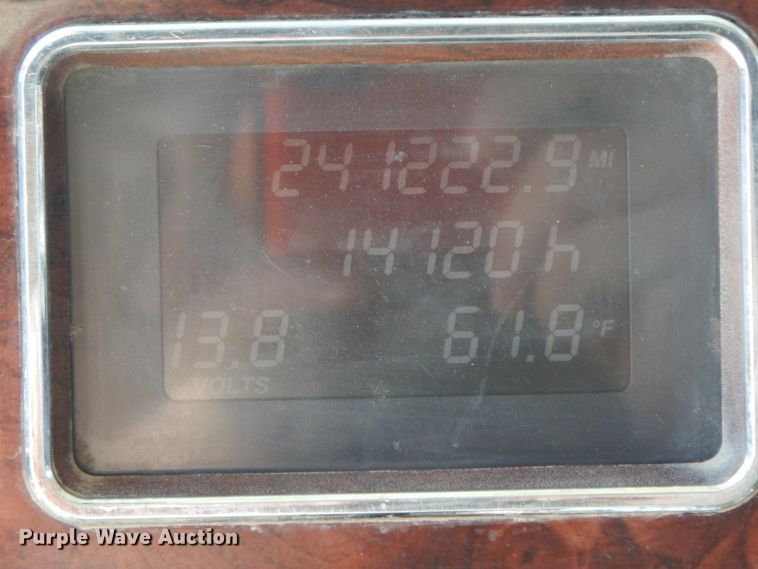 241222.9 MI
14120 h
13.8 61.8 °F
VOLTS
Purple Wave Auction